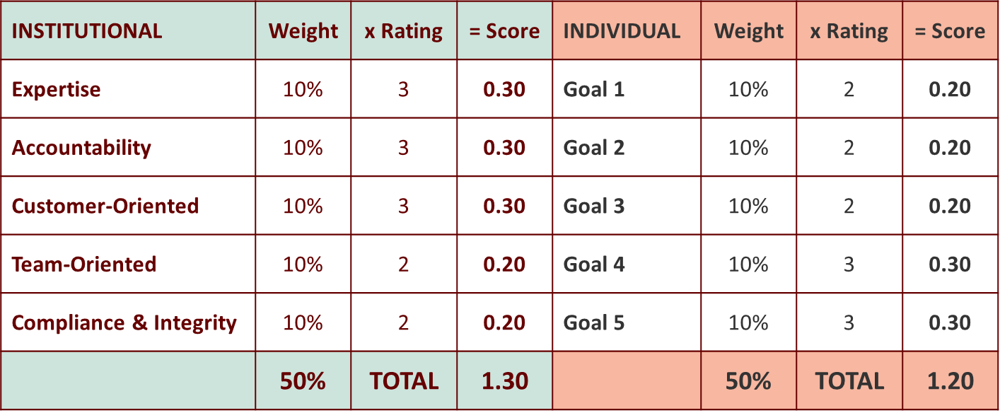 INSTITUTIONAL Weight x Rating = Score INDIVIDUAL Weight x Rating = Score
Expertise 10% 3 0.30 Goal 1 10% 2 0.20
Accountability 10% 3 0.30 Goal 2 10% 2 0.20
Customer-Oriented 10% 3 0.30 Goal 3 10% 2 0.20
Team-Oriented 10% 2 0.20 Goal 4 10% 3 0.30
Compliance & Integrity 10% 2 0.20 Goal 5 10% 3 0.30
50% TOTAL 1.30 50% TOTAL 1.20